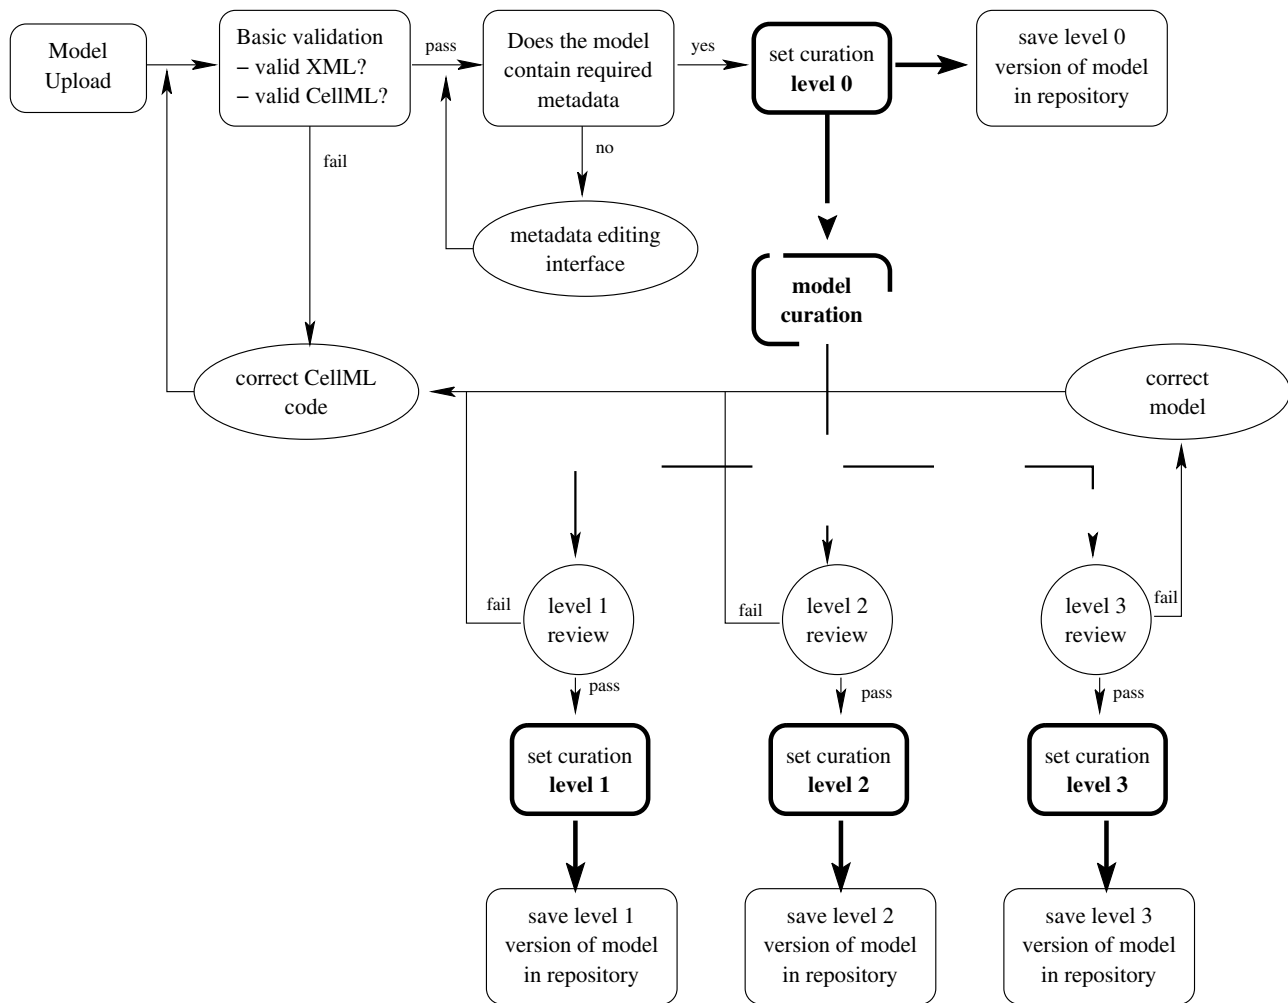 Model
Upload
Basic validation
– valid XML?
– valid CellML?
pass
Does the model
contain required
metadata
yes
set curation
level 0
save level 0
version of model
in repository
fail
no
metadata editing
interface
model
curation
correct CellML
code
correct
model
fail
level 1
review
fail
level 2
review
level 3
review
fail
pass
pass
pass
set curation
level 1
set curation
level 2
set curation
level 3
save level 1
version of model
in repository
save level 2
version of model
in repository
save level 3
version of model
in repository